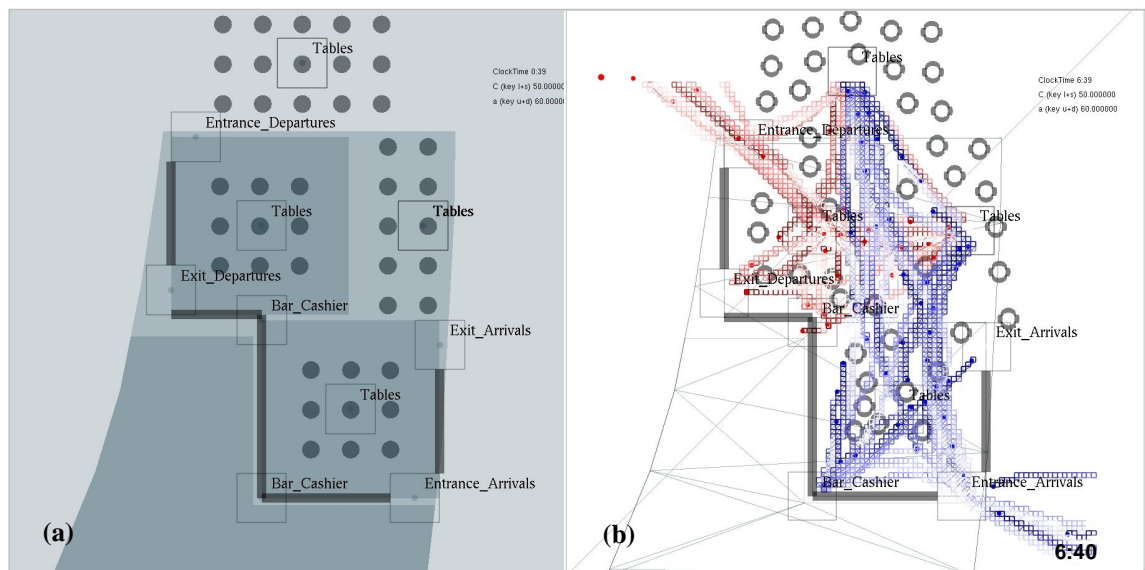 Tables
ClockTime 0:39
C (key l+s) 50.00000
a (key u+d) 60.00000
Entrance_Departures
Tables
Tables
Exit_Departures
Bar_Cashier
Exit_Arrivals
Tables
Bar_Cashier
Entrance_Arrivals
(a)
Tables
ClockTime 6:39
C (key l+s) 50.000000
a (key u+d) 60.000000
Entrance_Departures
Tables
Tables
Exit_Departures
Bar_Cashier
Exit_Arrivals
Tables
Bar_Cashier
Entrance_Arrivals
(b)
6:40